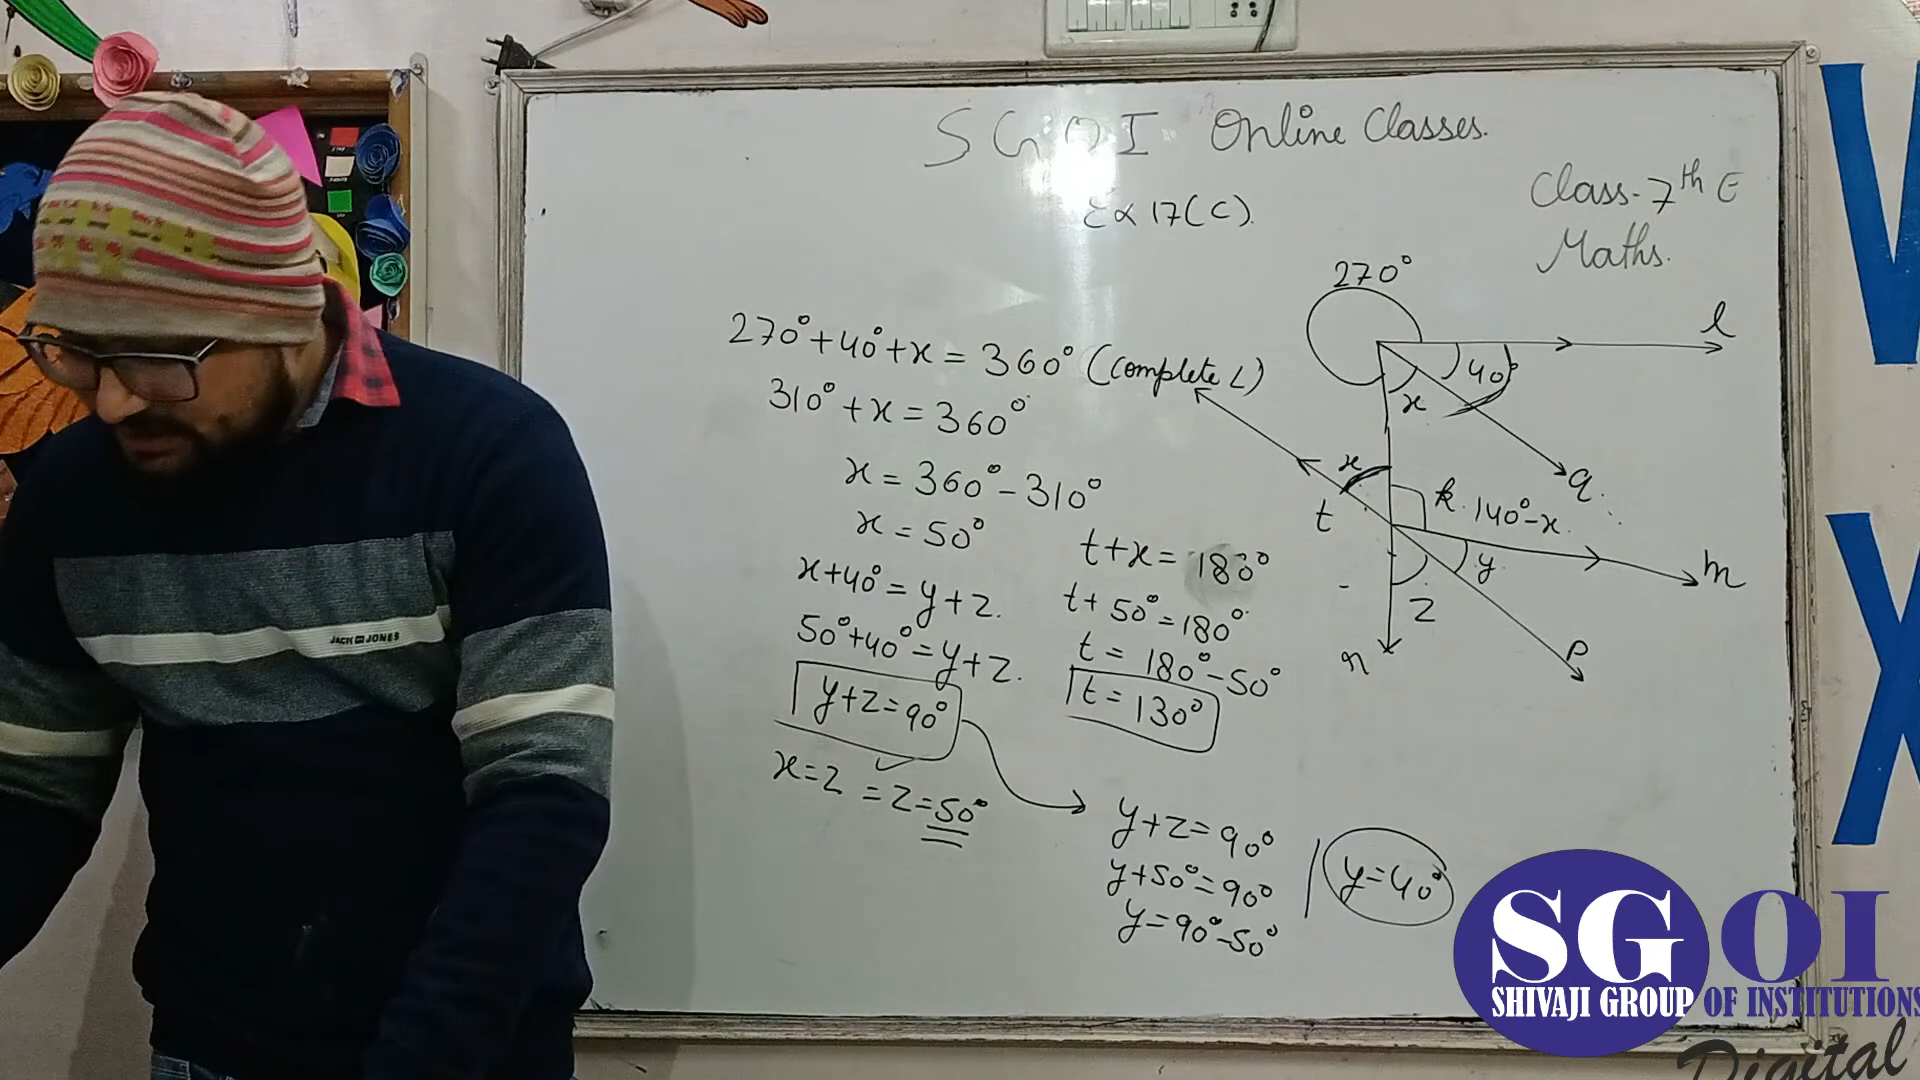 SGOI Online Classes.
Class-7th E
Maths.
Ex 17(C).
270°
270°+40°+x=360° (complete ∠)
310°+x=360°
x=360°-310°
x=50°
x+40°=y+z.
50°+40°=y+z.
y+z=90°
x=z =z=50°
t+x=180°
t+50°=180°
t=180°-50°
t=130°
y+z=90°
y+50°=90°
y=90°-50°
y=40°
l
40°
x
q.
x
t
k.140°-x.
m
y
z
n
p
JACK JONES
SGOI
SHIVAJI GROUP OF INSTITUTIONS
Digital